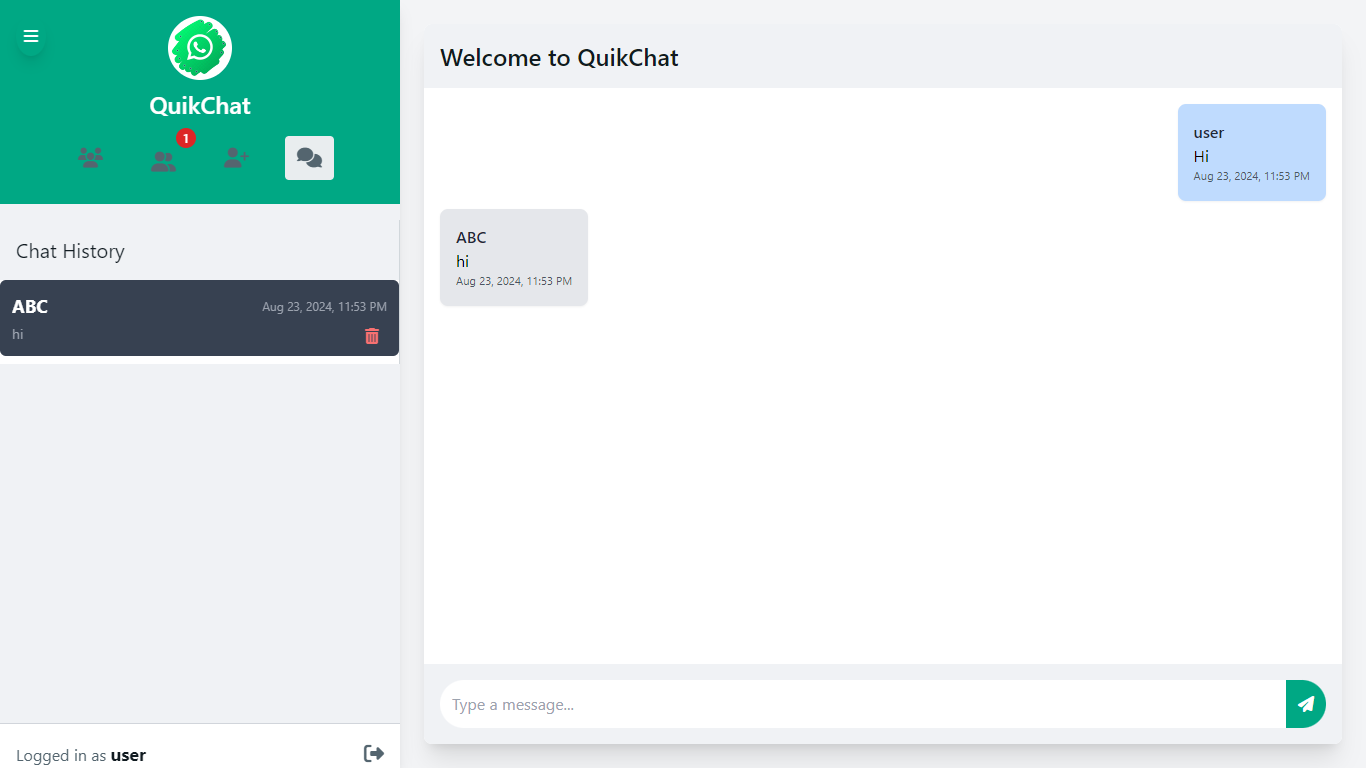 QuikChat
1
Chat History
ABC
Aug 23, 2024, 11:53 PM
hi
Logged in as user
Welcome to QuikChat
user
Hi
Aug 23, 2024, 11:53 PM
ABC
hi
Aug 23, 2024, 11:53 PM
Type a message...